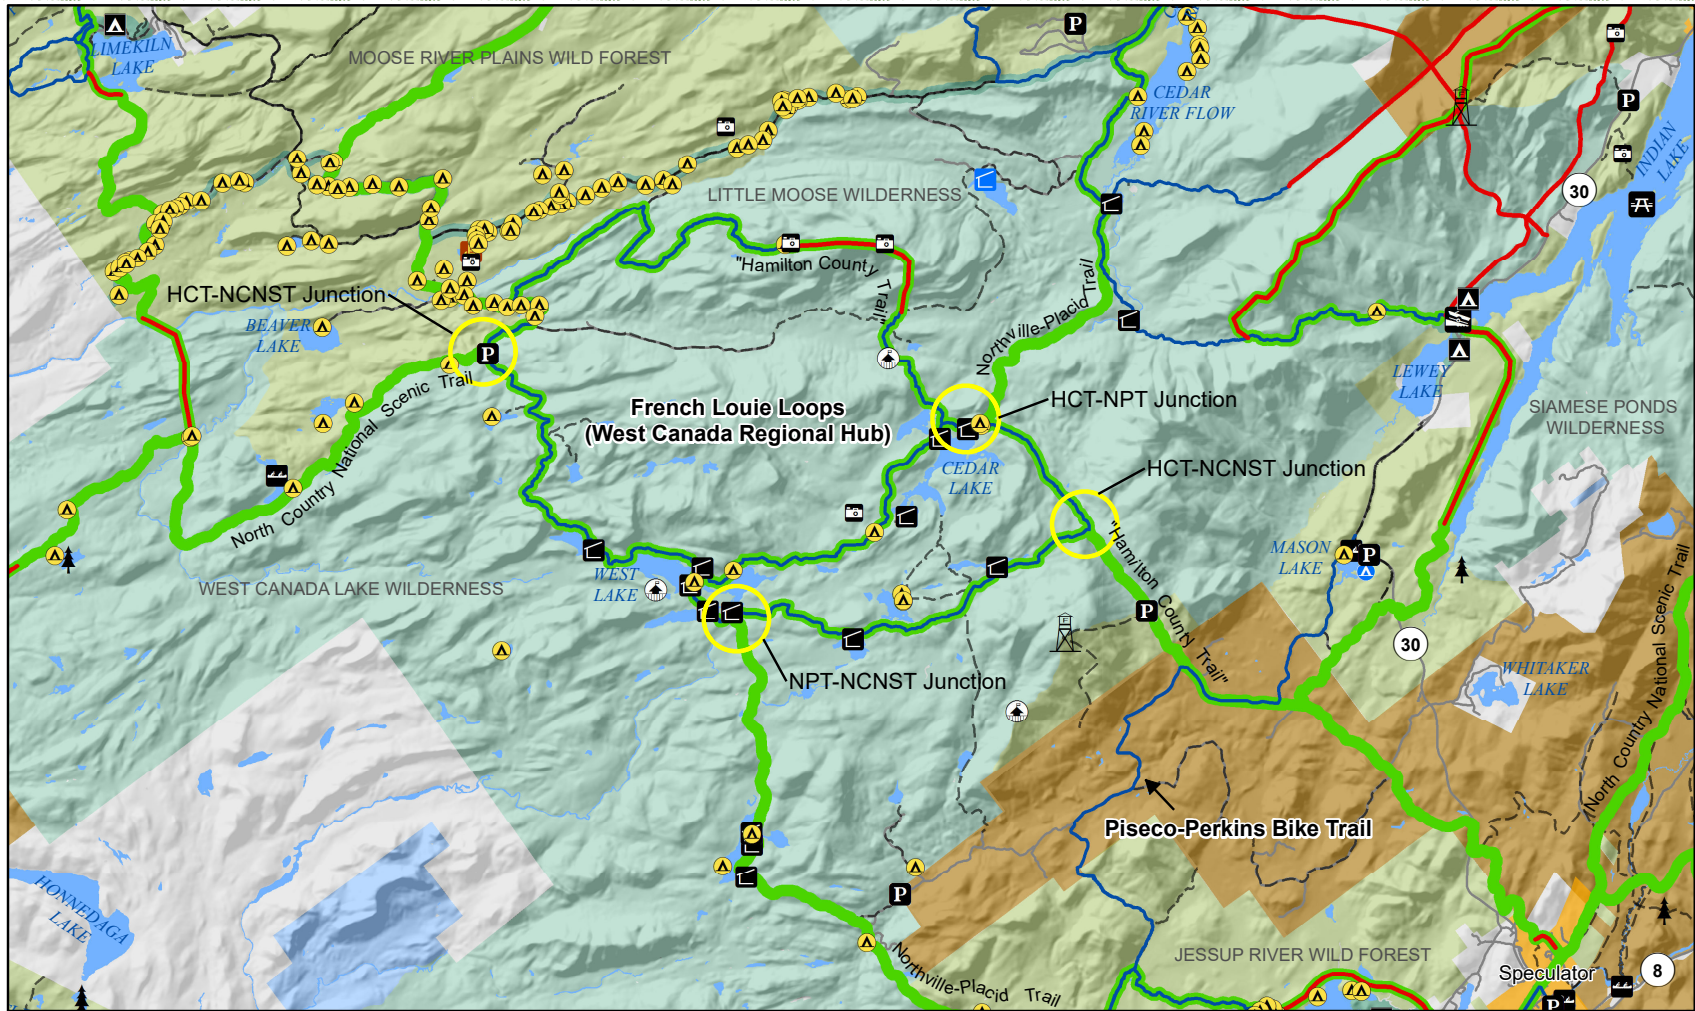 LIMEKILN
LAKE
MOOSE RIVER PLAINS WILD FOREST
P
CEDAR
RIVER FLOW
P
INDIAN
LAKE
LITTLE MOOSE WILDERNESS
30
"Hamilton County Trail"
Northville-Placid Trail
HCT-NCNST Junction
BEAVER
LAKE
P
North Country National Scenic Trail
French Louie Loops
(West Canada Regional Hub)
HCT-NPT Junction
LEWEY
LAKE
SIAMESE PONDS
WILDERNESS
CEDAR
LAKE
HCT-NCNST Junction
"Hamilton County Trail"
MASON
LAKE
P
WEST
LAKE
WEST CANADA LAKE WILDERNESS
P
30
NPT-NCNST Junction
WHITAKER
LAKE
North Country National Scenic Trail
Piseco-Perkins Bike Trail
HONNEDAGA
LAKE
P
Northville-Placid Trail
JESSUP RIVER WILD FOREST
Speculator
8
P